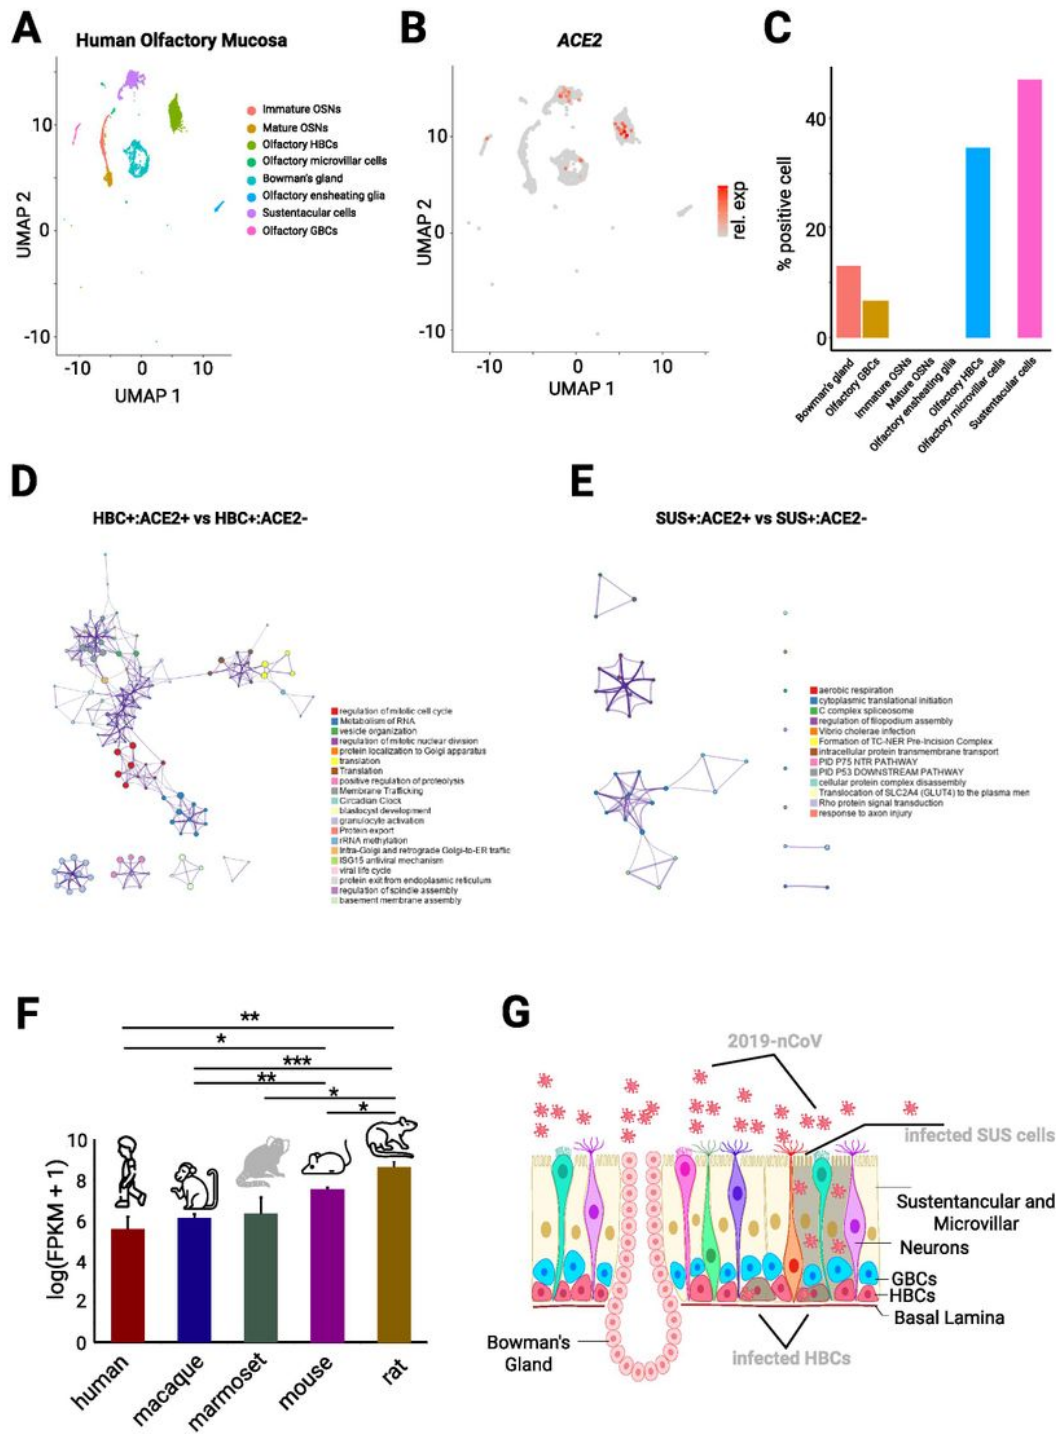 A
Human Olfactory Mucosa
10
0
-10
-10
0
10
UMAP 1
UMAP 2
Immature OSNs
Mature OSNs
Olfactory HBCs
Olfactory microvillar cells
Bowman's gland
Olfactory ensheating glia
Sustentacular cells
Olfactory GBCs
B
ACE2
10
0
-10
-10
0
10
UMAP 1
UMAP 2
rel. exp
C
% positive cell
40
20
0
Bowman's gland
Olfactory GBCs
Immature OSNs
Mature OSNs
Olfactory ensheating glia
Olfactory HBCs
Olfactory microvillar cells
Sustentacular cells
D
HBC+:ACE2+ vs HBC+:ACE2-
regulation of mitotic cell cycle
Metabolism of RNA
vesicle organization
regulation of mitotic nuclear division
protein localization to Golgi apparatus
translation
Translation
positive regulation of proteolysis
Membrane Trafficking
Circadian Clock
blastocyst development
granulocyte activation
Protein export
rRNA methylation
Intra-Golgi and retrograde Golgi-to-ER traffic
ISG15 antiviral mechanism
viral life cycle
protein exit from endoplasmic reticulum
regulation of spindle assembly
basement membrane assembly
E
SUS+:ACE2+ vs SUS+:ACE2-
aerobic respiration
cytoplasmic translational initiation
C complex spliceosome
regulation of filopodium assembly
Vibrio cholerae infection
Formation of TC-NER Pre-Incision Complex
intracellular protein transmembrane transport
PID P75 NTR PATHWAY
PID P53 DOWNSTREAM PATHWAY
cellular protein complex disassembly
Translocation of SLC2A4 (GLUT4) to the plasma mem
Rho protein signal transduction
response to axon injury
F
**
*
***
**
*
*
10
8
6
4
2
0
log(FPKM + 1)
human
macaque
marmoset
mouse
rat
G
2019-nCoV
infected SUS cells
Sustentancular and
Microvillar
Neurons
GBCs
HBCs
Basal Lamina
Bowman's
Gland
infected HBCs